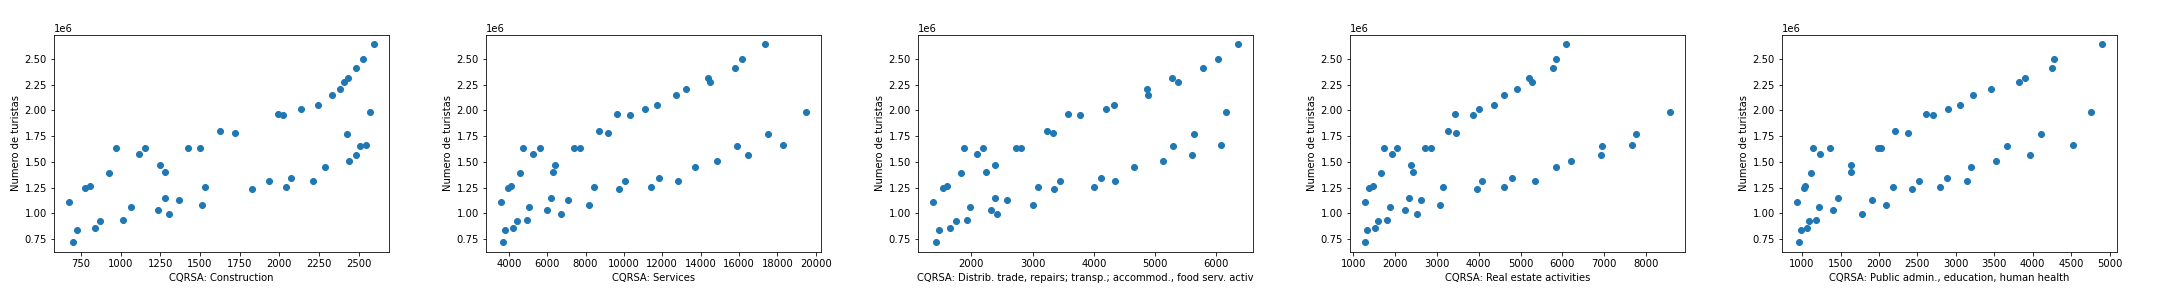 1e6
2.50
2.25
2.00
1.75
1.50
1.25
1.00
0.75
Numero de turistas
750 1000 1250 1500 1750 2000 2250 2500
CQRSA: Construction
1e6
2.50
2.25
2.00
1.75
1.50
1.25
1.00
0.75
Numero de turistas
4000 6000 8000 10000 12000 14000 16000 18000 20000
CQRSA: Services
1e6
2.50
2.25
2.00
1.75
1.50
1.25
1.00
0.75
Numero de turistas
2000 3000 4000 5000 6000
CQRSA: Distrib. trade, repairs; transp.; accommod., food serv. activ
1e6
2.50
2.25
2.00
1.75
1.50
1.25
1.00
0.75
Numero de turistas
1000 2000 3000 4000 5000 6000 7000 8000
CQRSA: Real estate activities
1e6
2.50
2.25
2.00
1.75
1.50
1.25
1.00
0.75
Numero de turistas
1000 1500 2000 2500 3000 3500 4000 4500 5000
CQRSA: Public admin., education, human health